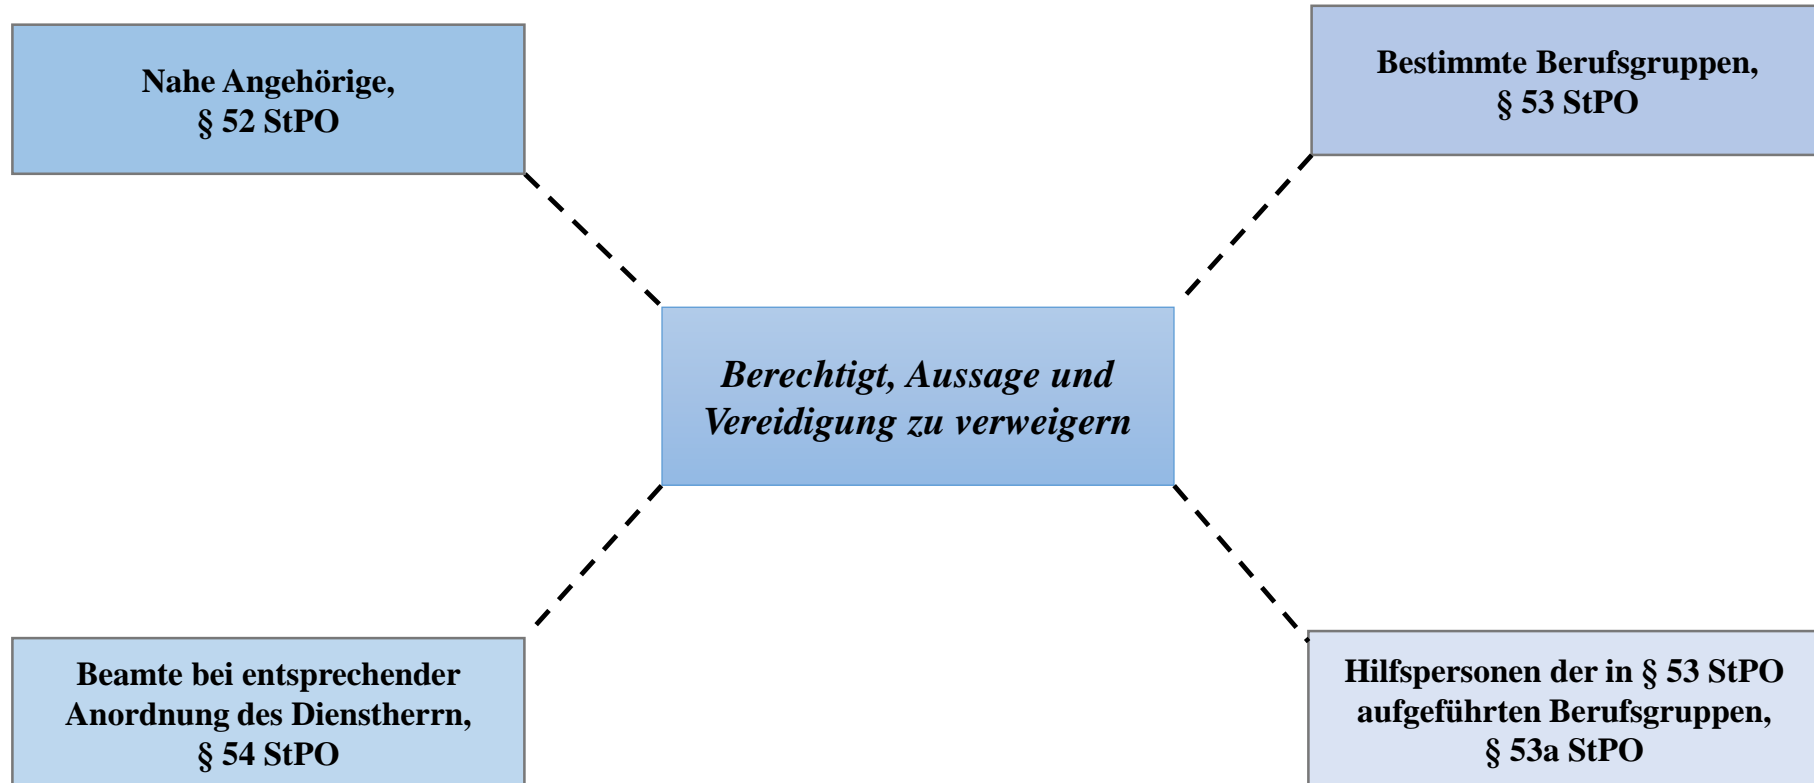 Nahe Angehörige,
§ 52 StPO
Bestimmte Berufsgruppen,
§ 53 StPO
Berechtigt, Aussage und
Vereidigung zu verweigern
Beamte bei entsprechender
Anordnung des Dienstherrn,
§ 54 StPO
Hilfspersonen der in § 53 StPO
aufgeführten Berufsgruppen,
§ 53a StPO